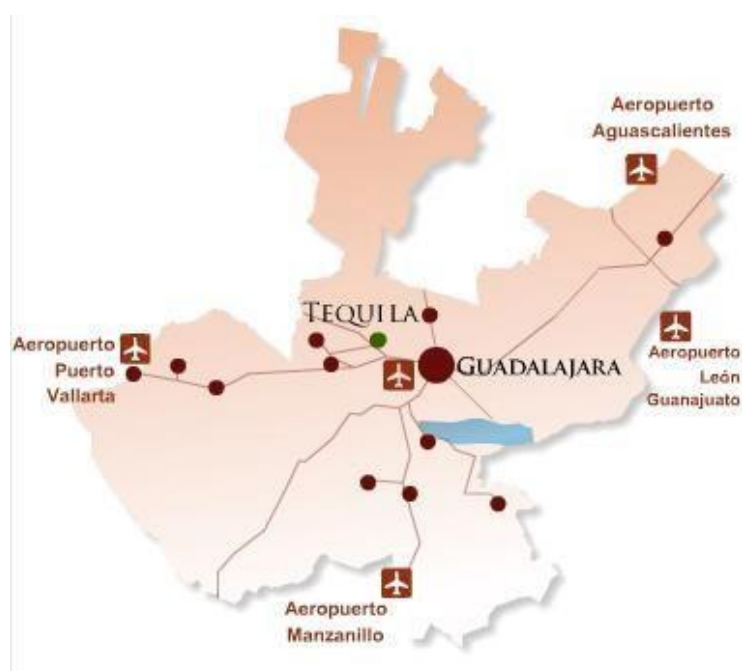 Aeropuerto
Aguascalientes
TEQUILA
Aeropuerto
Puerto
Vallarta
GUADALAJARA
Aeropuerto
León
Guanajuato
Aeropuerto
Manzanillo